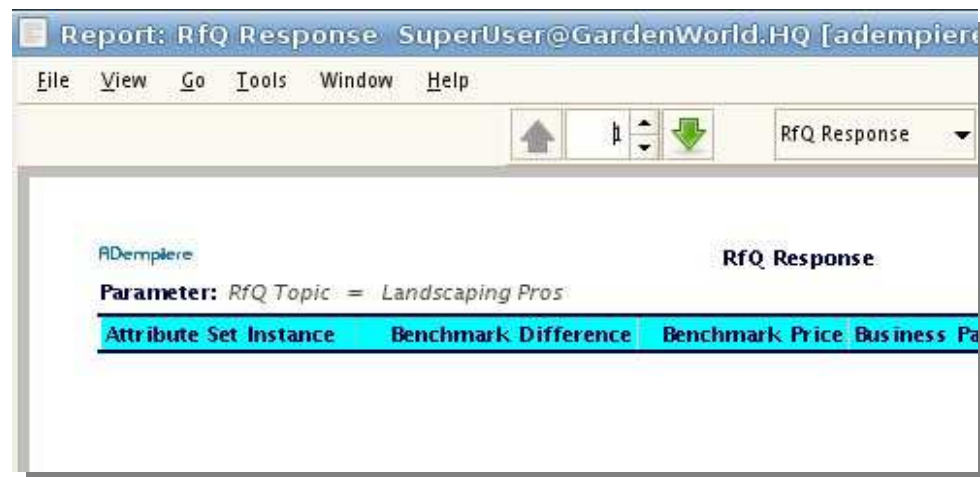 Report: RfQ Response SuperUser@GardenWorld.HQ [adempiere
File View Go Tools Window Help
1 RfQ Response
ADempiere
RfQ Response
Parameter: RfQ Topic = Landscaping Pros
Attribute Set Instance Benchmark Difference Benchmark Price Business Pa